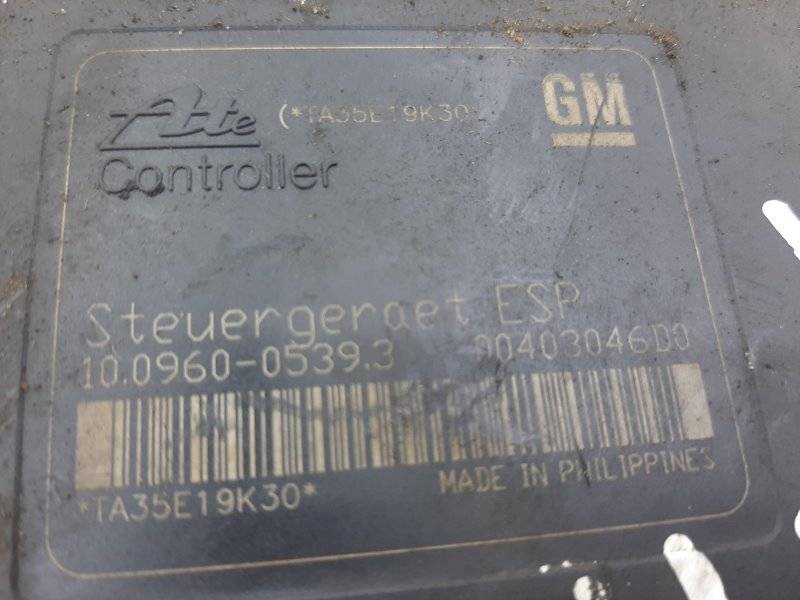 Ate (*TA35E19K30 GM
Controller
Steuergeraet ESP
10.0960-0539.3 00403046D0
*TA35E19K30*
MADE IN PHILIPPINES